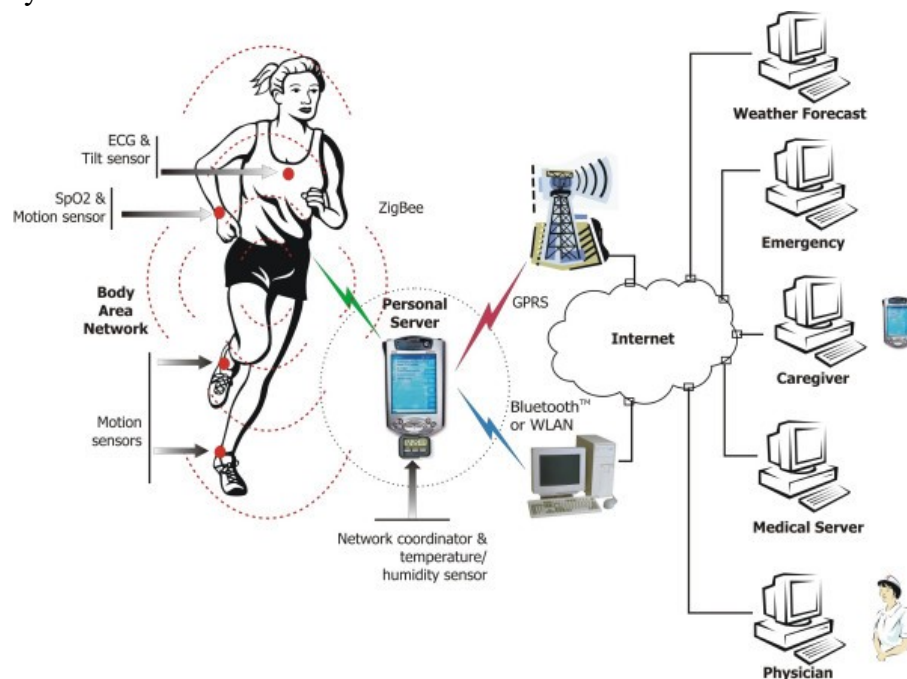 ECG &
Tilt sensor
SpO2 &
Motion sensor
Body
Area
Network
Motion
sensors
ZigBee
Personal
Server
Network coordinator &
temperature/
humidity sensor
GPRS
Bluetooth™
or WLAN
Internet
Weather Forecast
Emergency
Caregiver
Medical Server
Physician